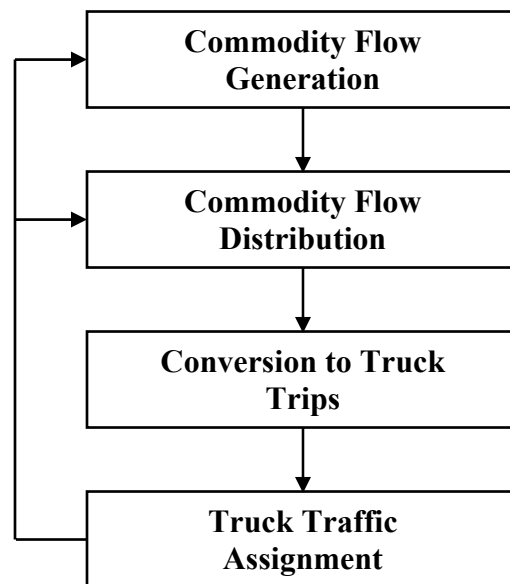 Commodity Flow
Generation
Commodity Flow
Distribution
Conversion to Truck
Trips
Truck Traffic
Assignment